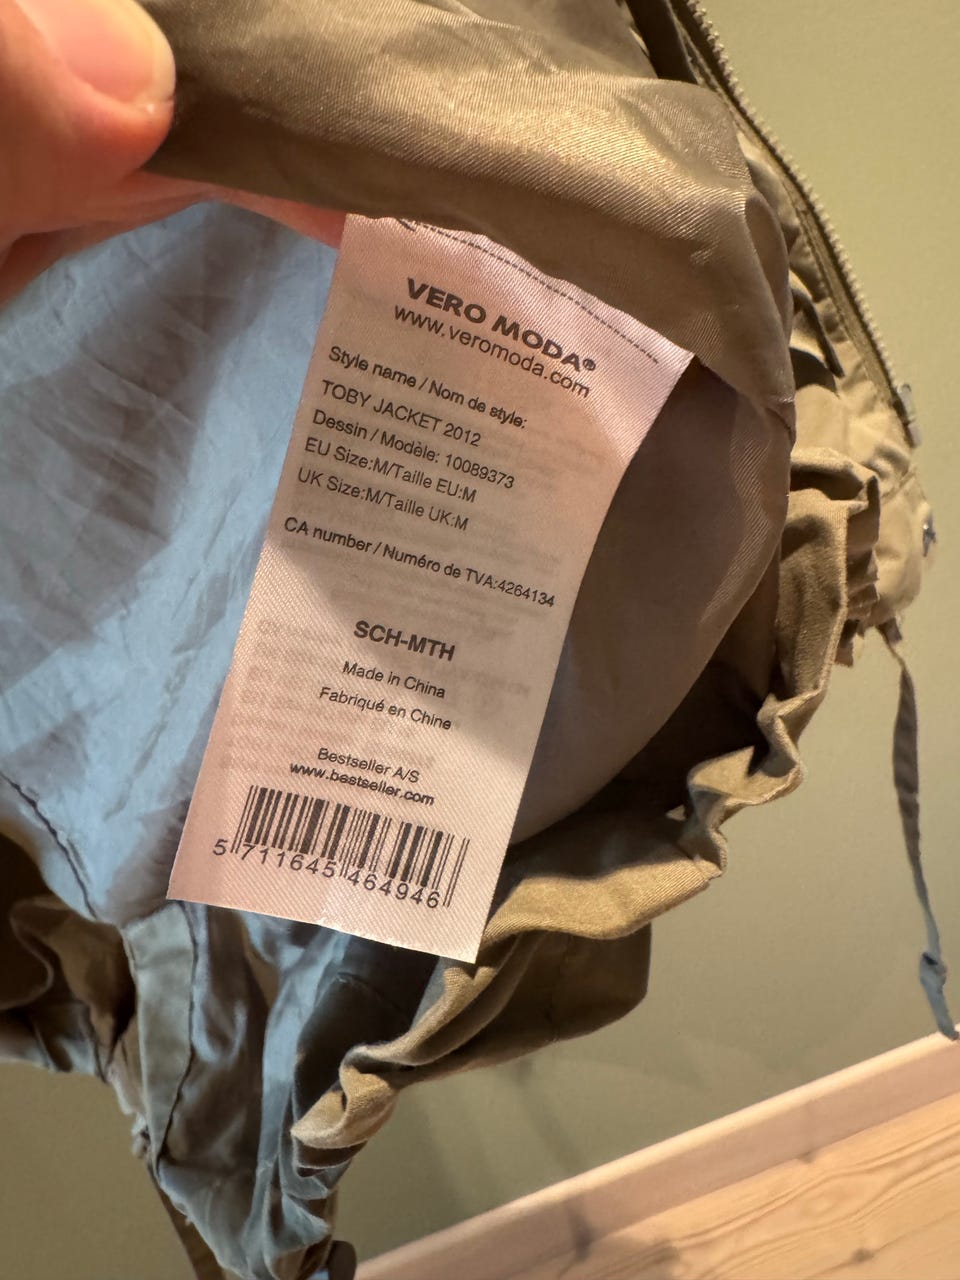 VERO MODA®
www.veromoda.com
Style name / Nom de style:
TOBY JACKET 2012
Dessin / Modèle: 10089373
EU Size:M/Taille EU:M
UK Size:M/Taille UK:M
CA number / Numéro de TVA:4264134
SCH-MTH
Made in China
Fabriqué en Chine
Bestseller A/S
www.bestseller.com
5 711645 464946